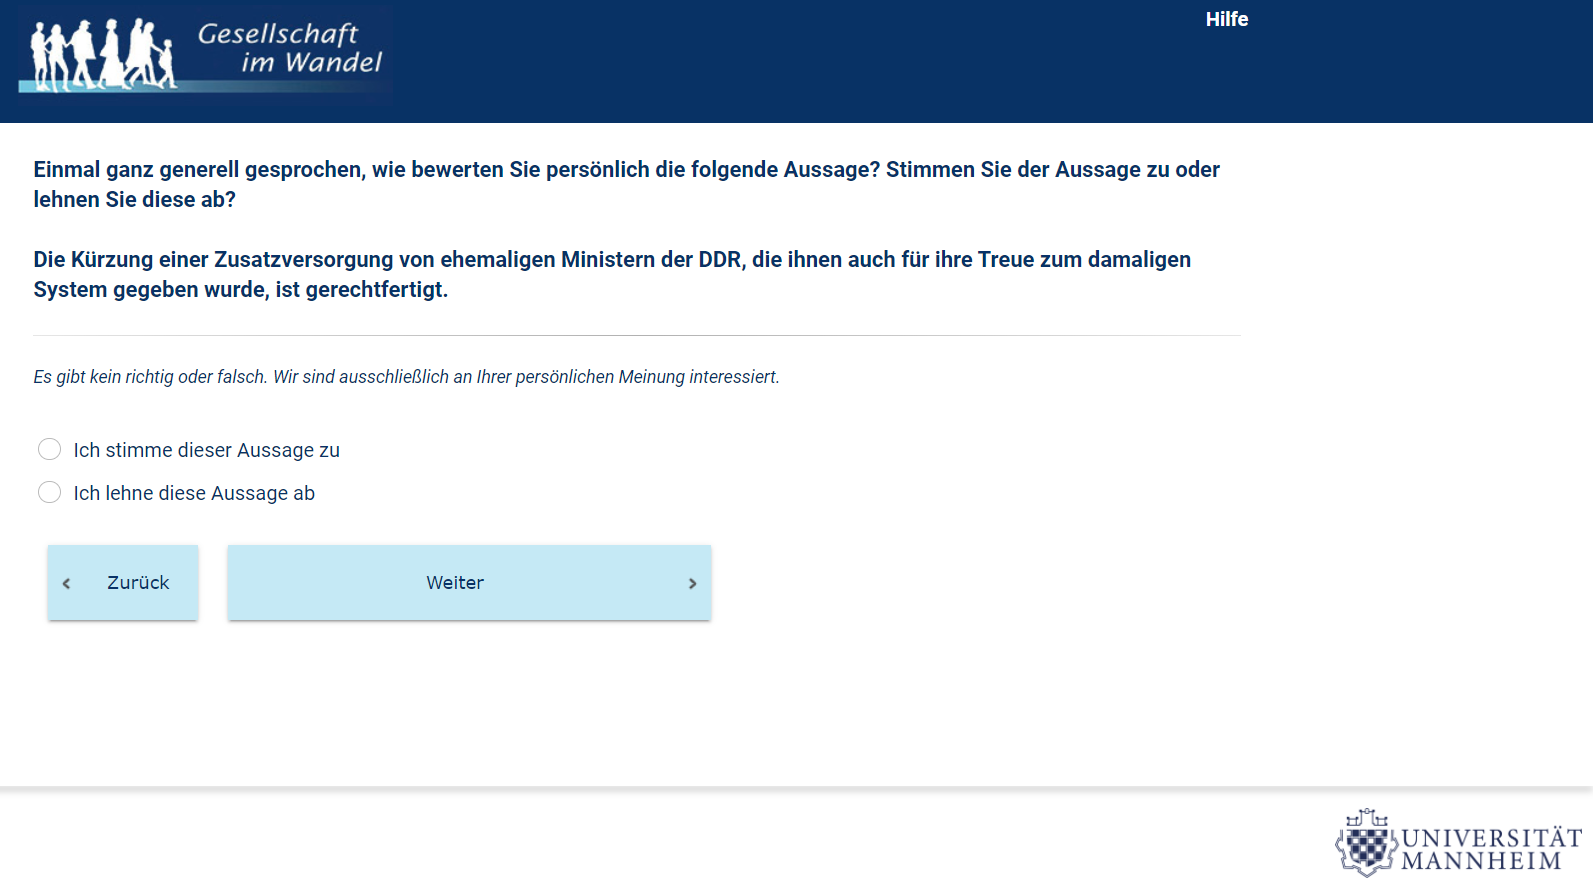 Gesellschaft
im Wandel
Hilfe
Einmal ganz generell gesprochen, wie bewerten Sie persönlich die folgende Aussage? Stimmen Sie der Aussage zu oder
lehnen Sie diese ab?
Die Kürzung einer Zusatzversorgung von ehemaligen Ministern der DDR, die ihnen auch für ihre Treue zum damaligen
System gegeben wurde, ist gerechtfertigt.
Es gibt kein richtig oder falsch. Wir sind ausschließlich an Ihrer persönlichen Meinung interessiert.
Ich stimme dieser Aussage zu
Ich lehne diese Aussage ab
Zurück
Weiter
UNIVERSITÄT
MANNHEIM